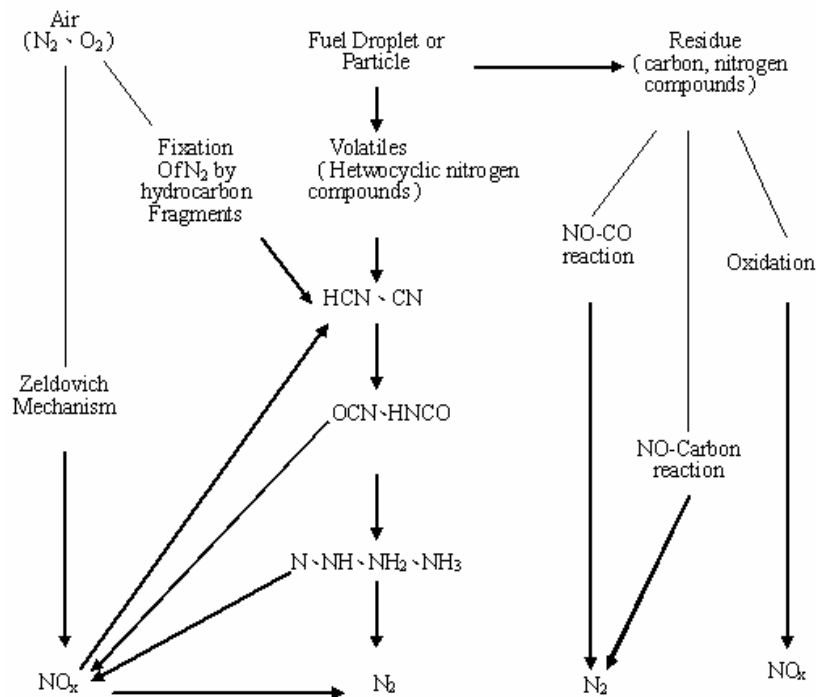 Air
(N₂、O₂)
Fuel Droplet or
Particle
Residue
(carbon, nitrogen
compounds)
Fixation
Of N₂ by
hydrocarbon
Fragments
Volatiles
(Hetwocyclic nitrogen
compounds)
NO-CO
reaction
Oxidation
HCN、CN
Zeldovich
Mechanism
OCN、HNCO
NO-Carbon
reaction
N、NH、NH₂、NH₃
NOₓ
N₂
N₂
NOₓ